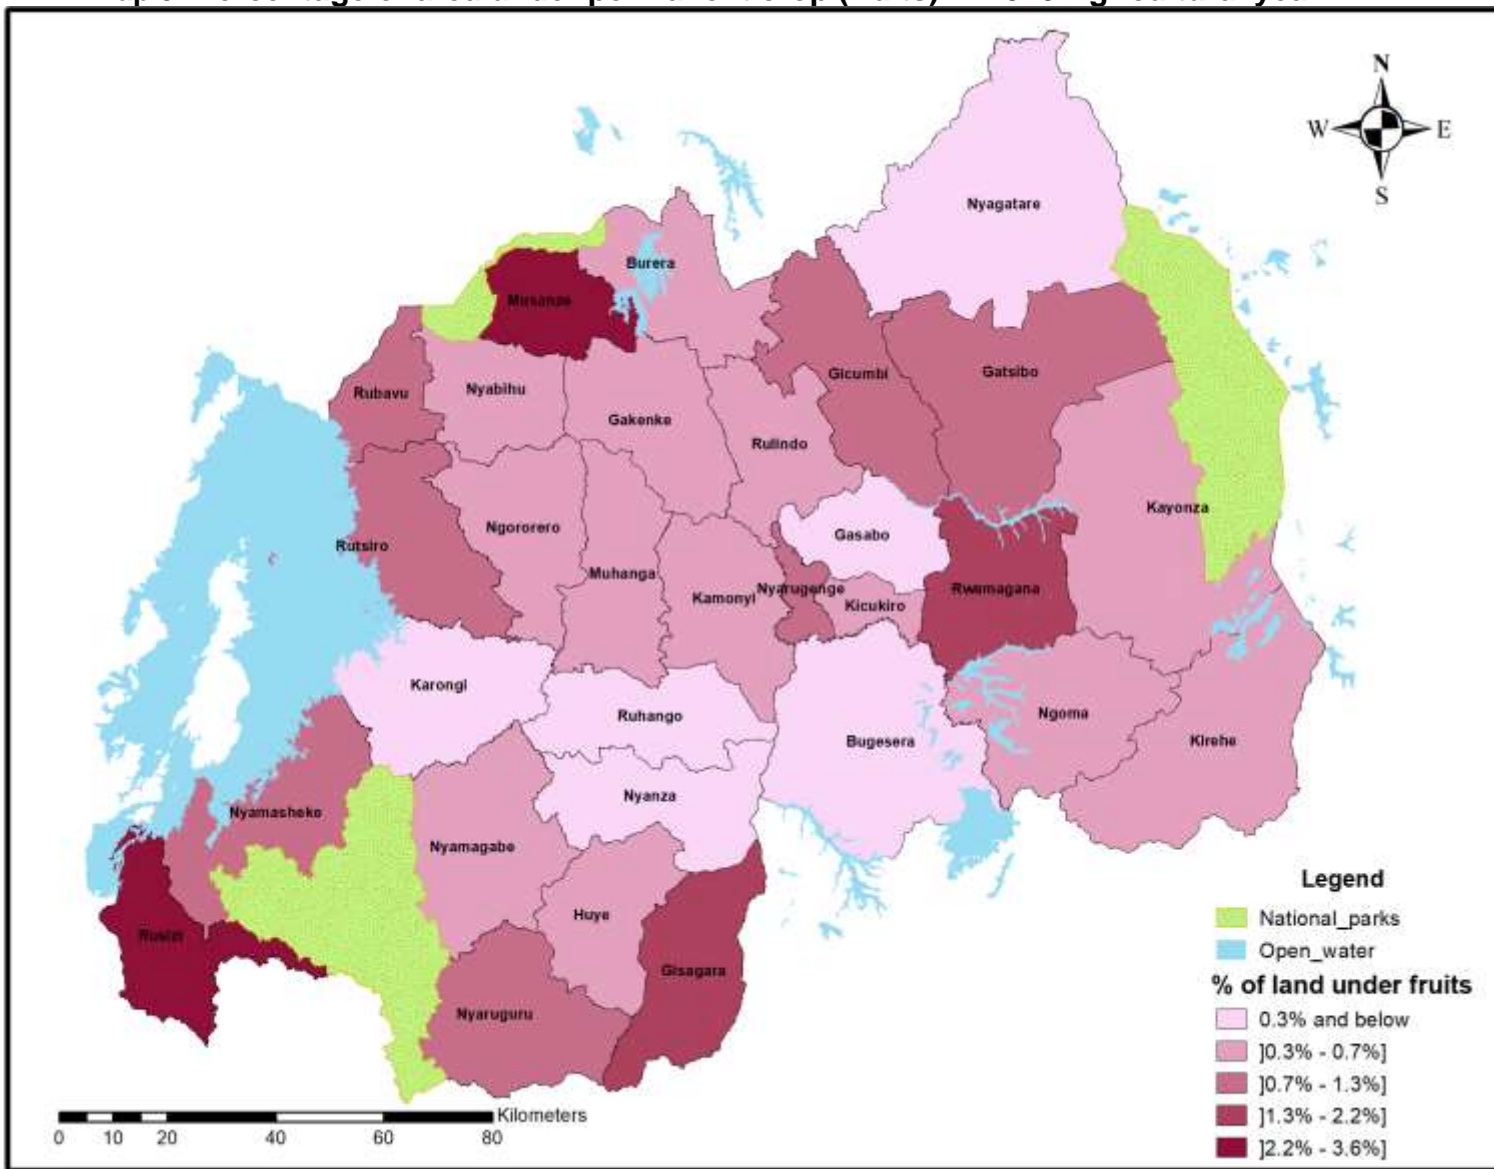 N
W E
S
Nyagatare
Burera
Musanze
Gicumbi
Gatsibo
Rubavu
Nyabihu
Gakenke
Rulindo
Kayonza
Ngororero
Gasabo
Rutsiro
Muhanga
Kamonyi
Nyarugenge
Kicukiro
Rwamagana
Karongi
Ruhango
Bugesera
Ngoma
Kirehe
Nyamasheke
Nyanza
Nyamagabe
Huye
Rusizi
Gisagara
Nyaruguru
Legend
National_parks
Open_water
% of land under fruits
0.3% and below
]0.3% - 0.7%]
]0.7% - 1.3%]
]1.3% - 2.2%]
]2.2% - 3.6%]
Kilometers
0 10 20 40 60 80